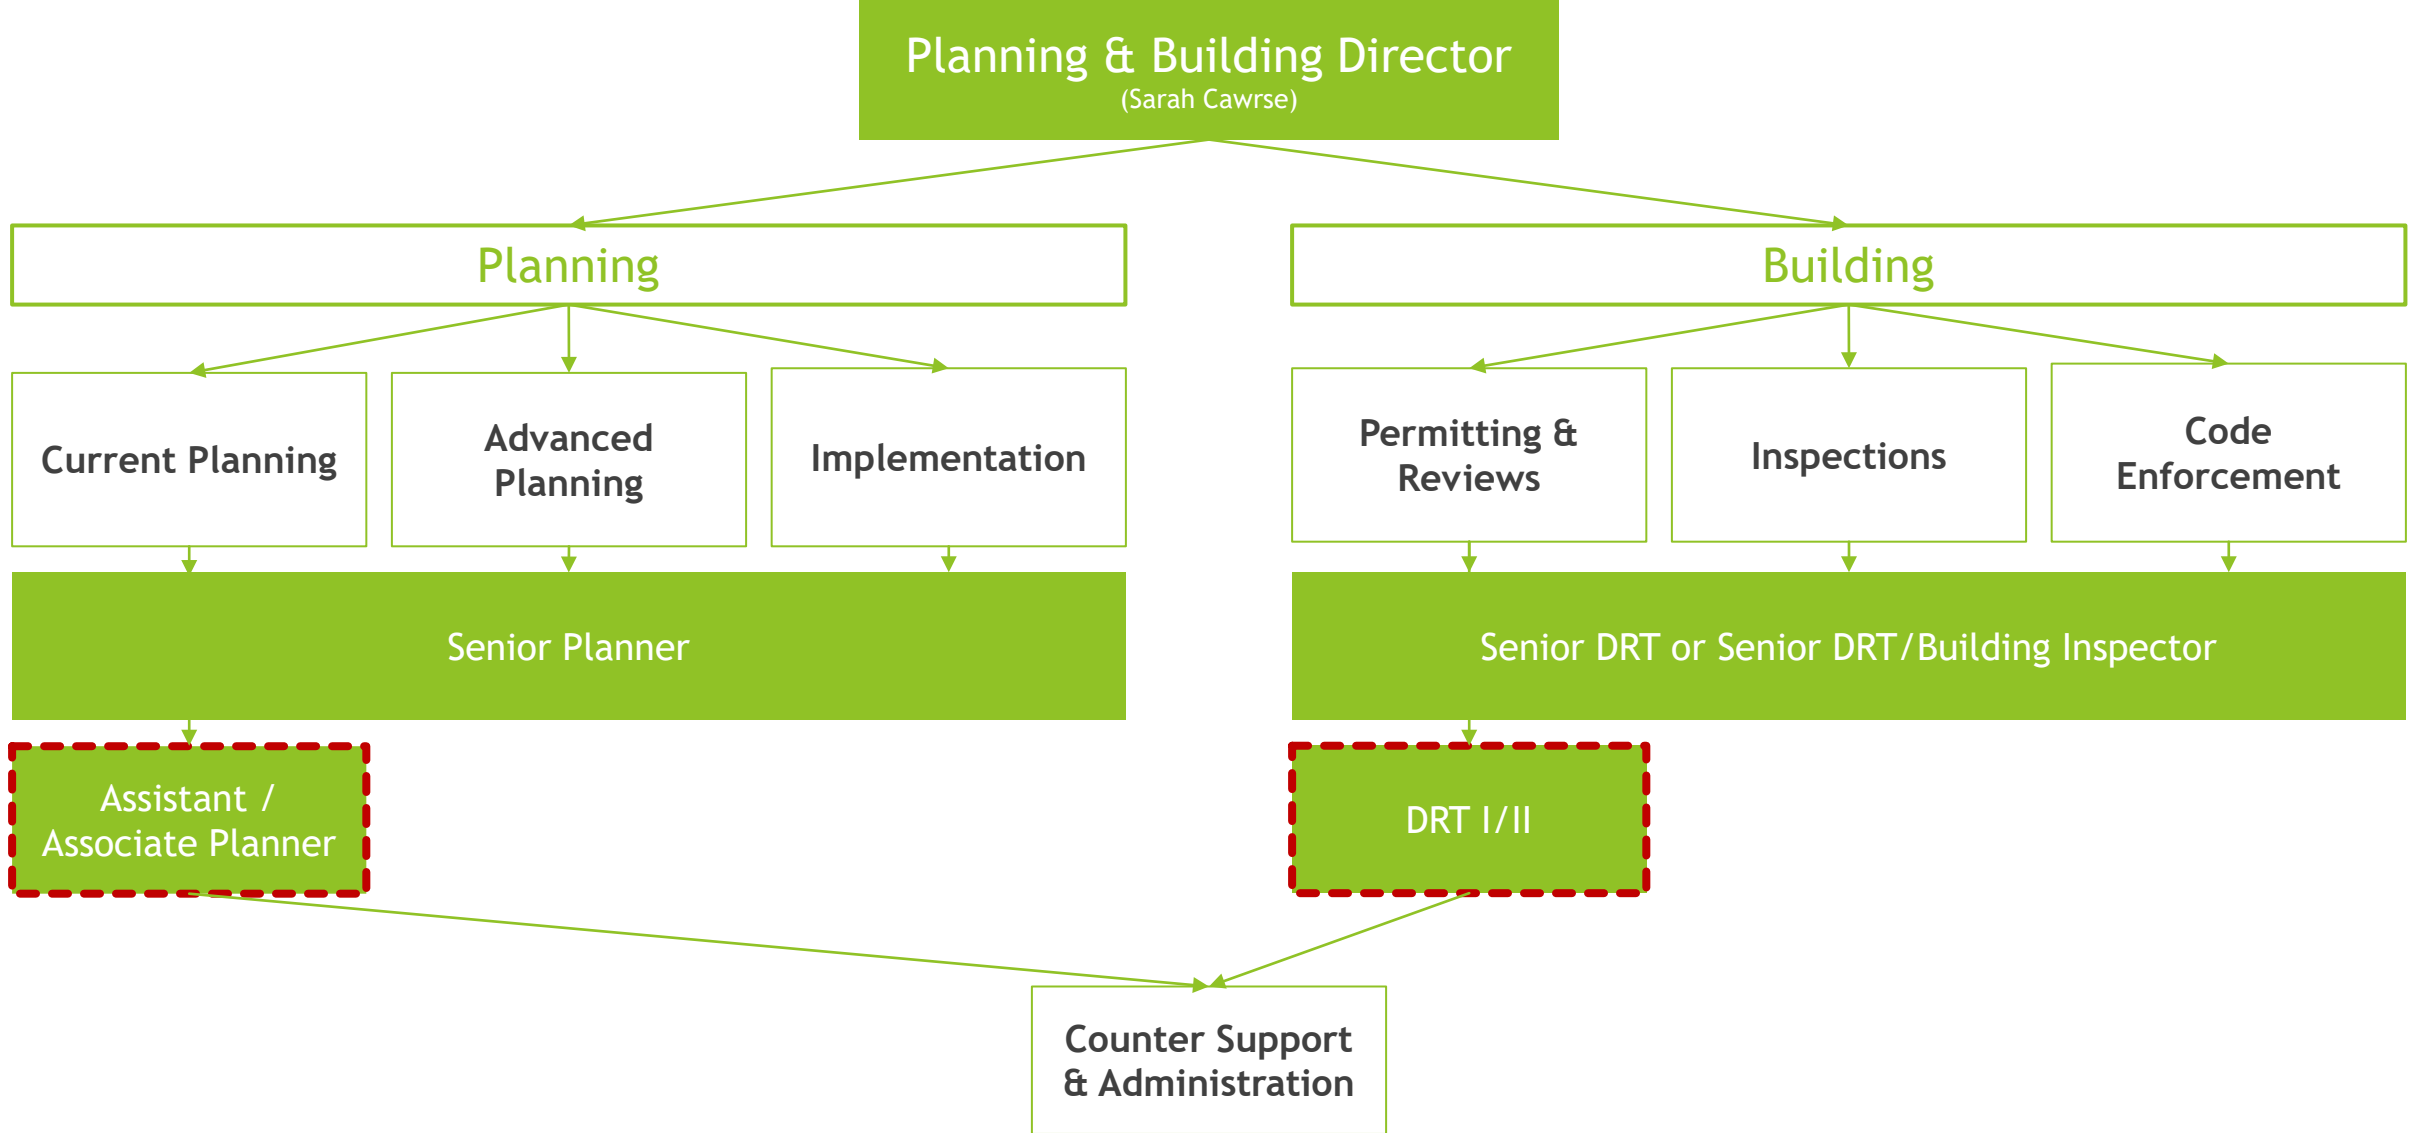 Planning & Building Director
(Sarah Cawrse)
Planning
Building
Current Planning
Advanced
Planning
Implementation
Permitting &
Reviews
Inspections
Code
Enforcement
Senior Planner
Senior DRT or Senior DRT/Building Inspector
Assistant /
Associate Planner
DRT I/II
Counter Support
& Administration